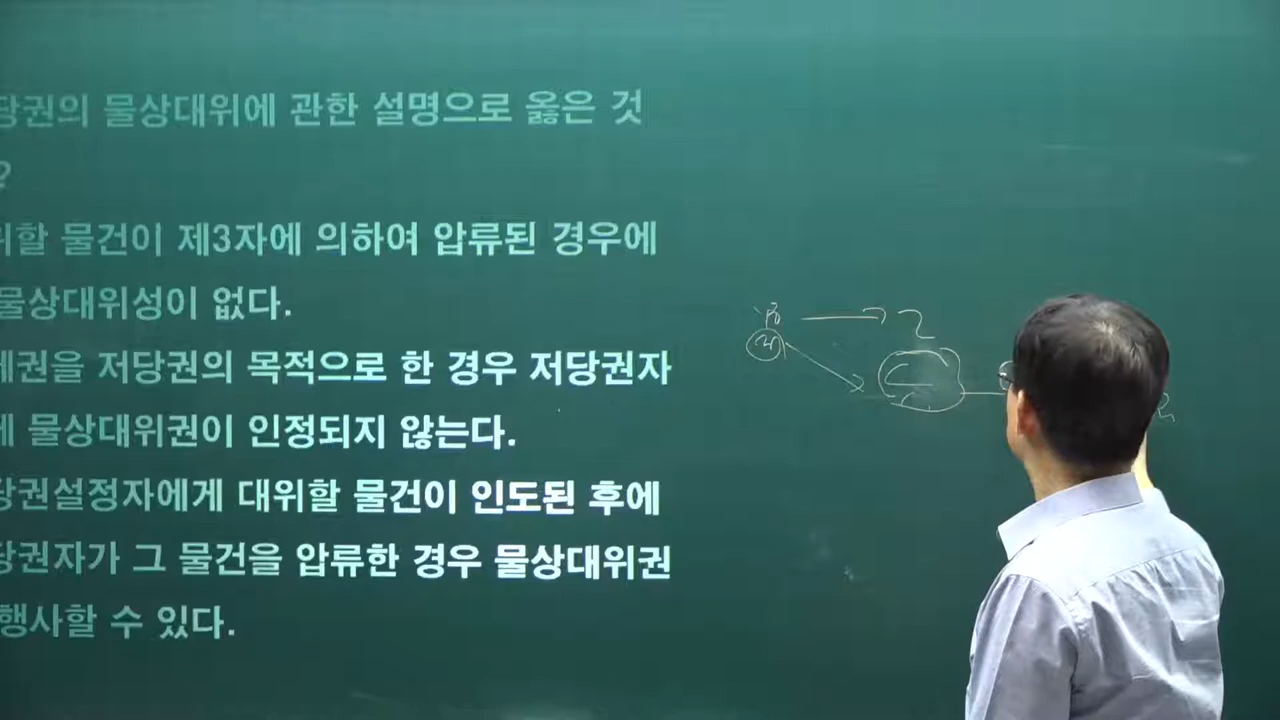 당권의 물상대위에 관한 설명으로 옳은 것
?
위할 물건이 제3자에 의하여 압류된 경우에
물상대위성이 없다.
세권을 저당권의 목적으로 한 경우 저당권자
게 물상대위권이 인정되지 않는다.
당권설정자에게 대위할 물건이 인도된 후에
당권자가 그 물건을 압류한 경우 물상대위권
행사할 수 있다.